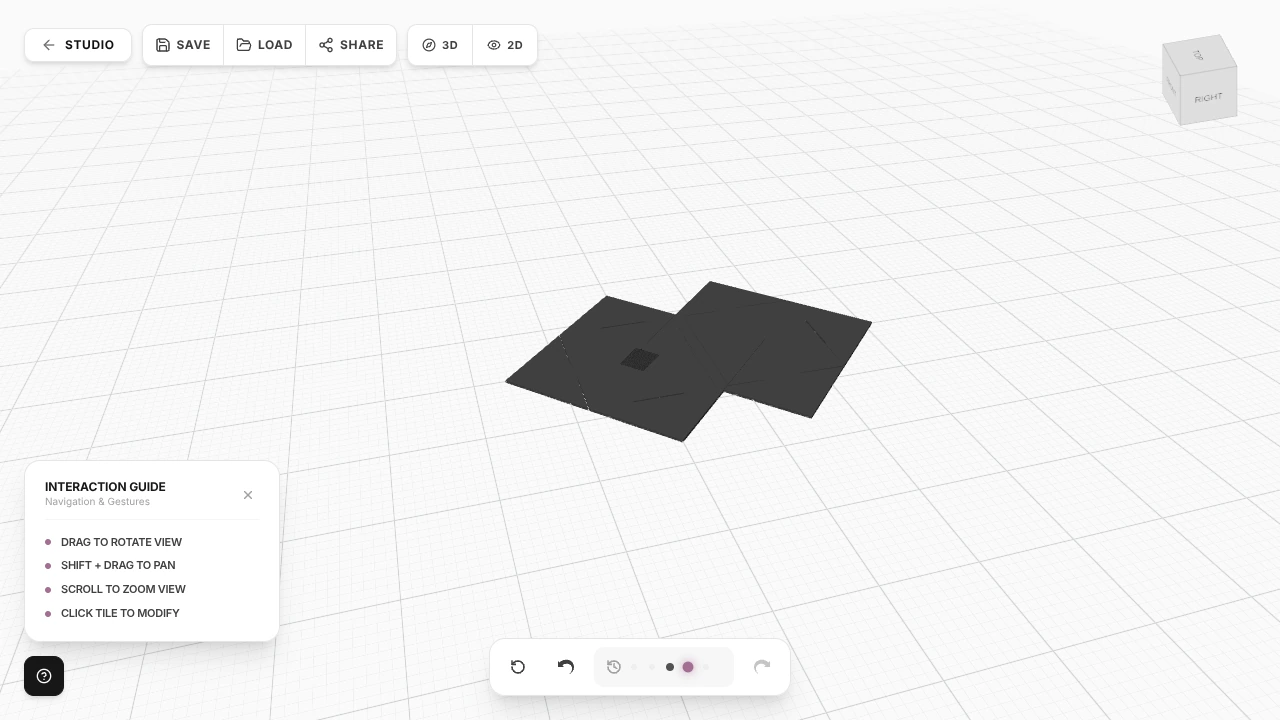 STUDIO
SAVE
LOAD
SHARE
3D
2D
TOP
RIGHT
INTERACTION GUIDE
Navigation & Gestures
DRAG TO ROTATE VIEW
SHIFT + DRAG TO PAN
SCROLL TO ZOOM VIEW
CLICK TILE TO MODIFY